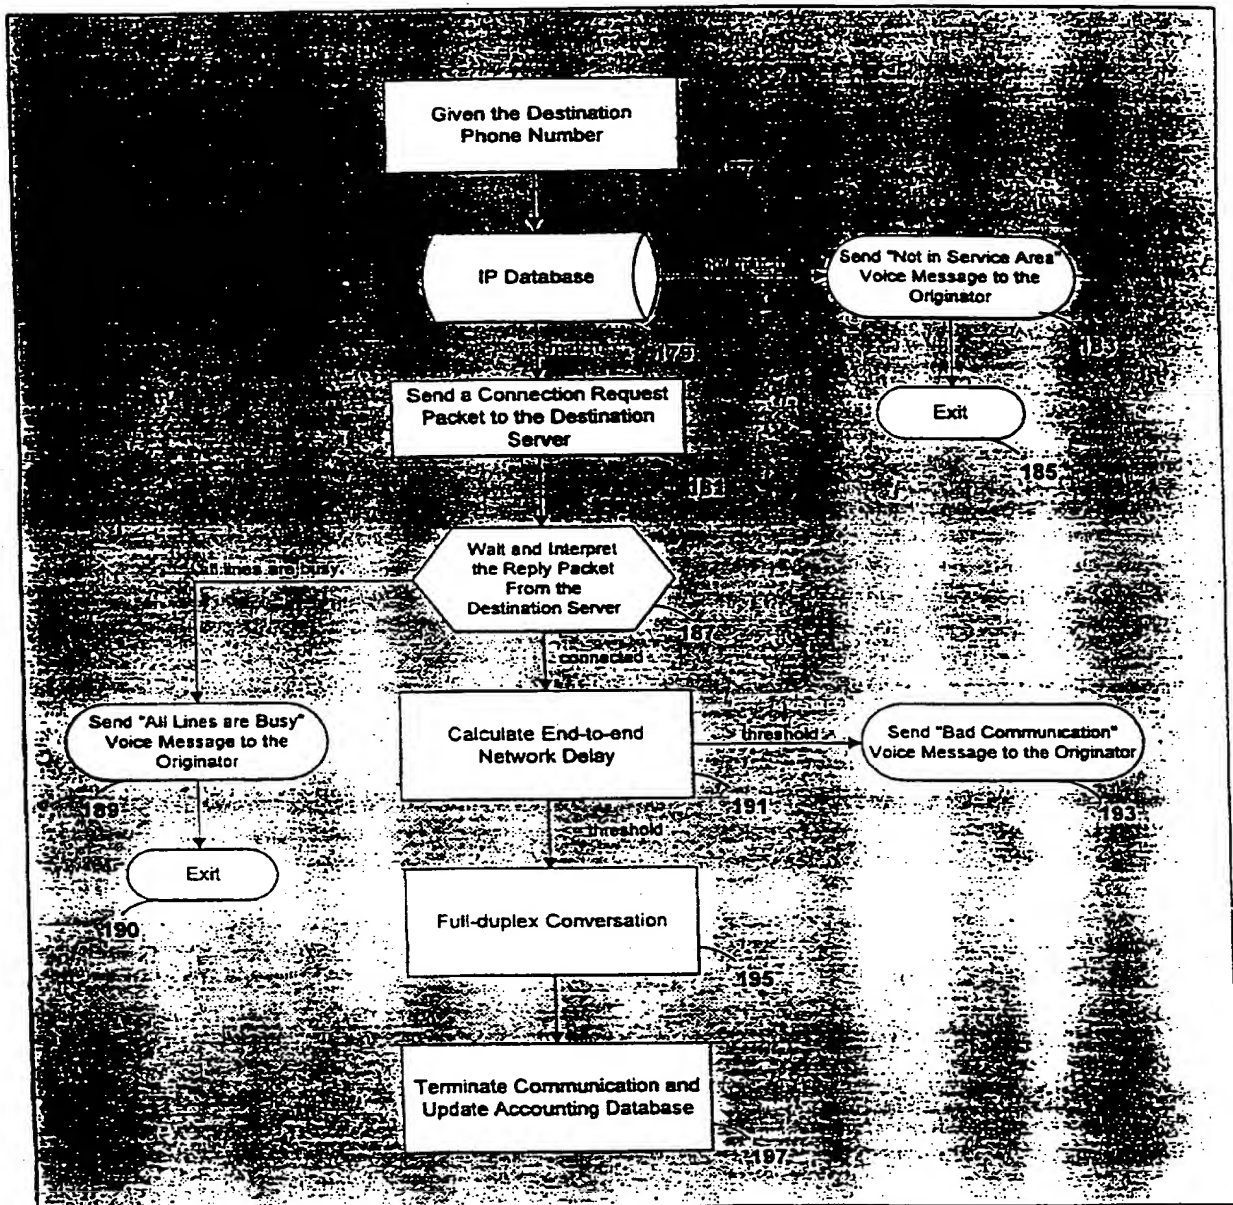 Given the Destination
Phone Number
IP Database
Send "Not in Service Area"
Voice Message to the
Originator
Send a Connection Request
Packet to the Destination
Server
Exit
185
Wait and Interpret
the Reply Packet
From the
Destination Server
all lines are busy
187
connected
Send "All Lines are Busy"
Voice Message to the
Originator
189
Calculate End-to-end
Network Delay
191
> threshold
Send "Bad Communication"
Voice Message to the Originator
193
threshold
Exit
190
Full-duplex Conversation
195
Terminate Communication and
Update Accounting Database
197